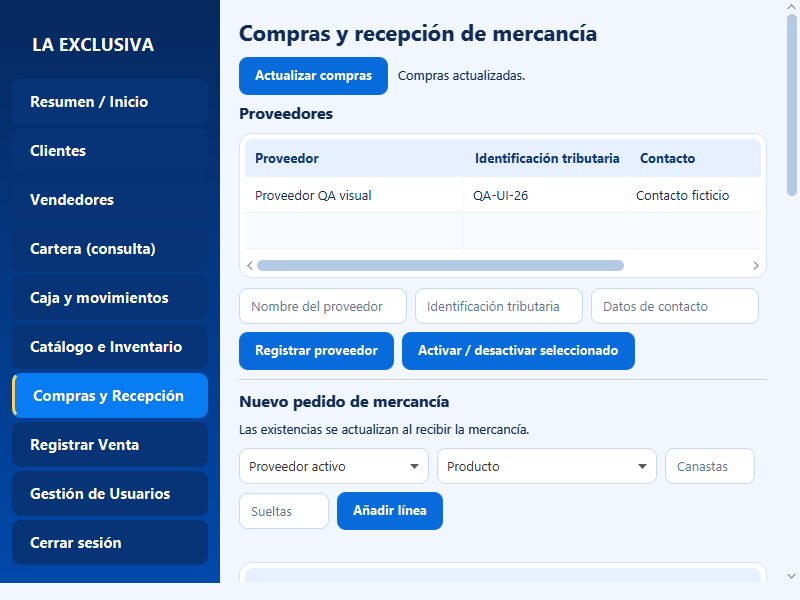 LA EXCLUSIVA
Resumen / Inicio
Clientes
Vendedores
Cartera (consulta)
Caja y movimientos
Catálogo e Inventario
Compras y Recepción
Registrar Venta
Gestión de Usuarios
Cerrar sesión
Compras y recepción de mercancía
Actualizar compras Compras actualizadas.
Proveedores
Proveedor Identificación tributaria Contacto
Proveedor QA visual QA-UI-26 Contacto ficticio
Nombre del proveedor Identificación tributaria Datos de contacto
Registrar proveedor Activar / desactivar seleccionado
Nuevo pedido de mercancía
Las existencias se actualizan al recibir la mercancía.
Proveedor activo Producto Canastas
Sueltas Añadir línea